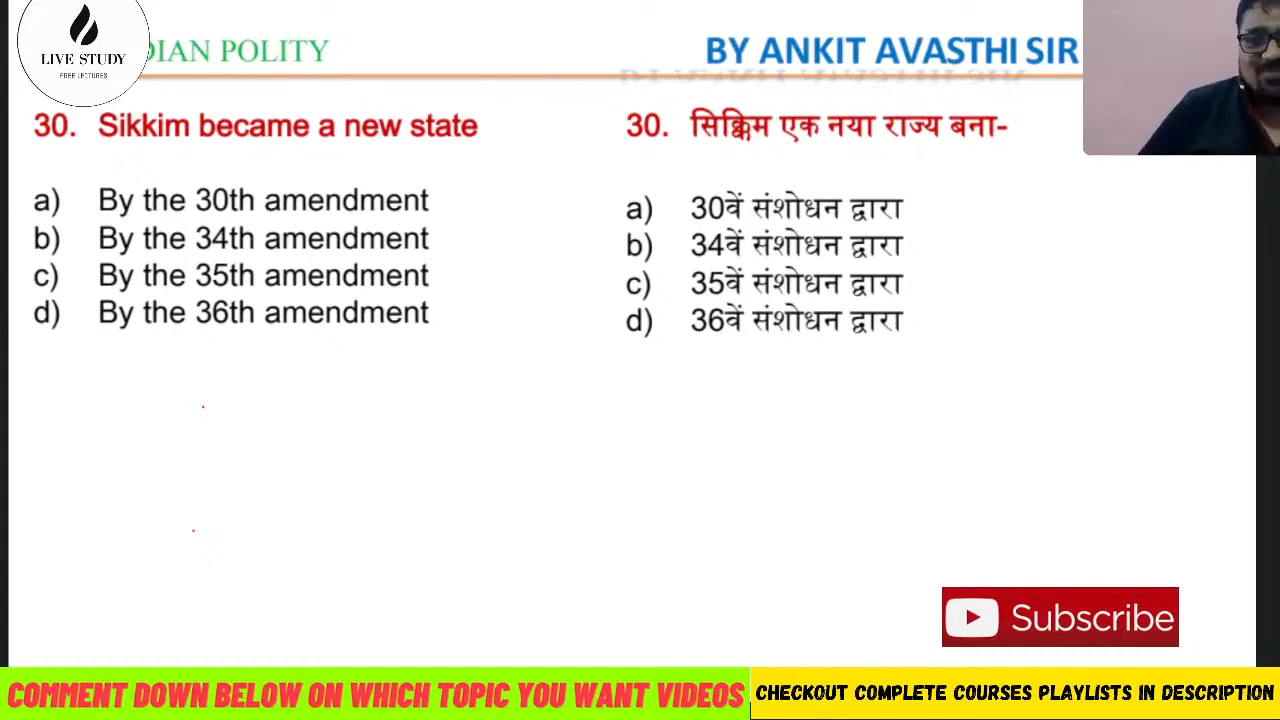 LIVE STUDY
FREE LECTURES
DIAN POLITY
BY ANKIT AVASTHI SIR
30. Sikkim became a new state
a) By the 30th amendment
b) By the 34th amendment
c) By the 35th amendment
d) By the 36th amendment
30. सिक्किम एक नया राज्य बना-
a) 30वें संशोधन द्वारा
b) 34वें संशोधन द्वारा
c) 35वें संशोधन द्वारा
d) 36वें संशोधन द्वारा
Subscribe
COMMENT DOWN BELOW ON WHICH TOPIC YOU WANT VIDEOS
CHECKOUT COMPLETE COURSES PLAYLISTS IN DESCRIPTION